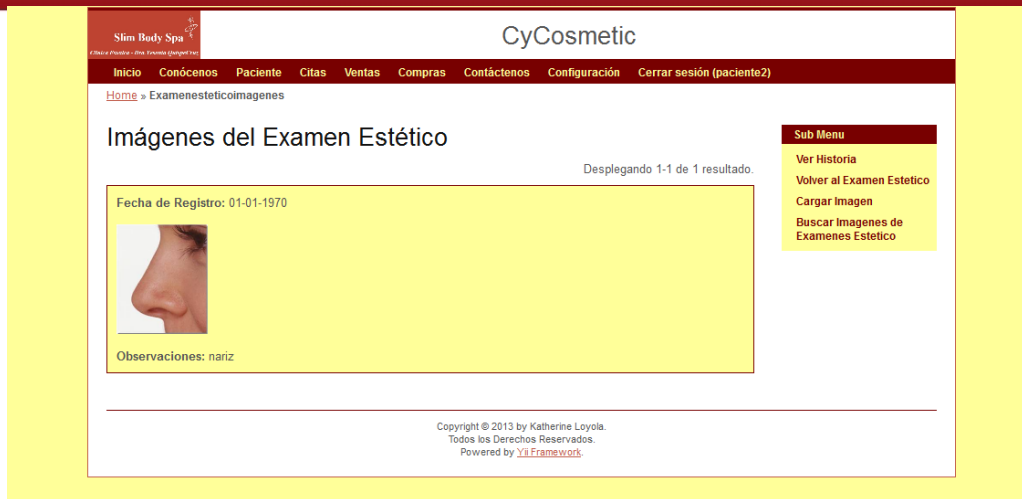 Slim Body Spa
CyCosmetic
Inicio Conócenos Paciente Citas Ventas Compras Contáctenos Configuración Cerrar sesión (paciente2)
Home » Examenesteticoimagenes
Imágenes del Examen Estético
Desplegando 1-1 de 1 resultado.
Fecha de Registro: 01-01-1970
Observaciones: nariz
Sub Menu
Ver Historia
Volver al Examen Estetico
Cargar Imagen
Buscar Imagenes de
Examenes Estetico
Copyright © 2013 by Katherine Loyola.
Todos los Derechos Reservados.
Powered by Yii Framework.